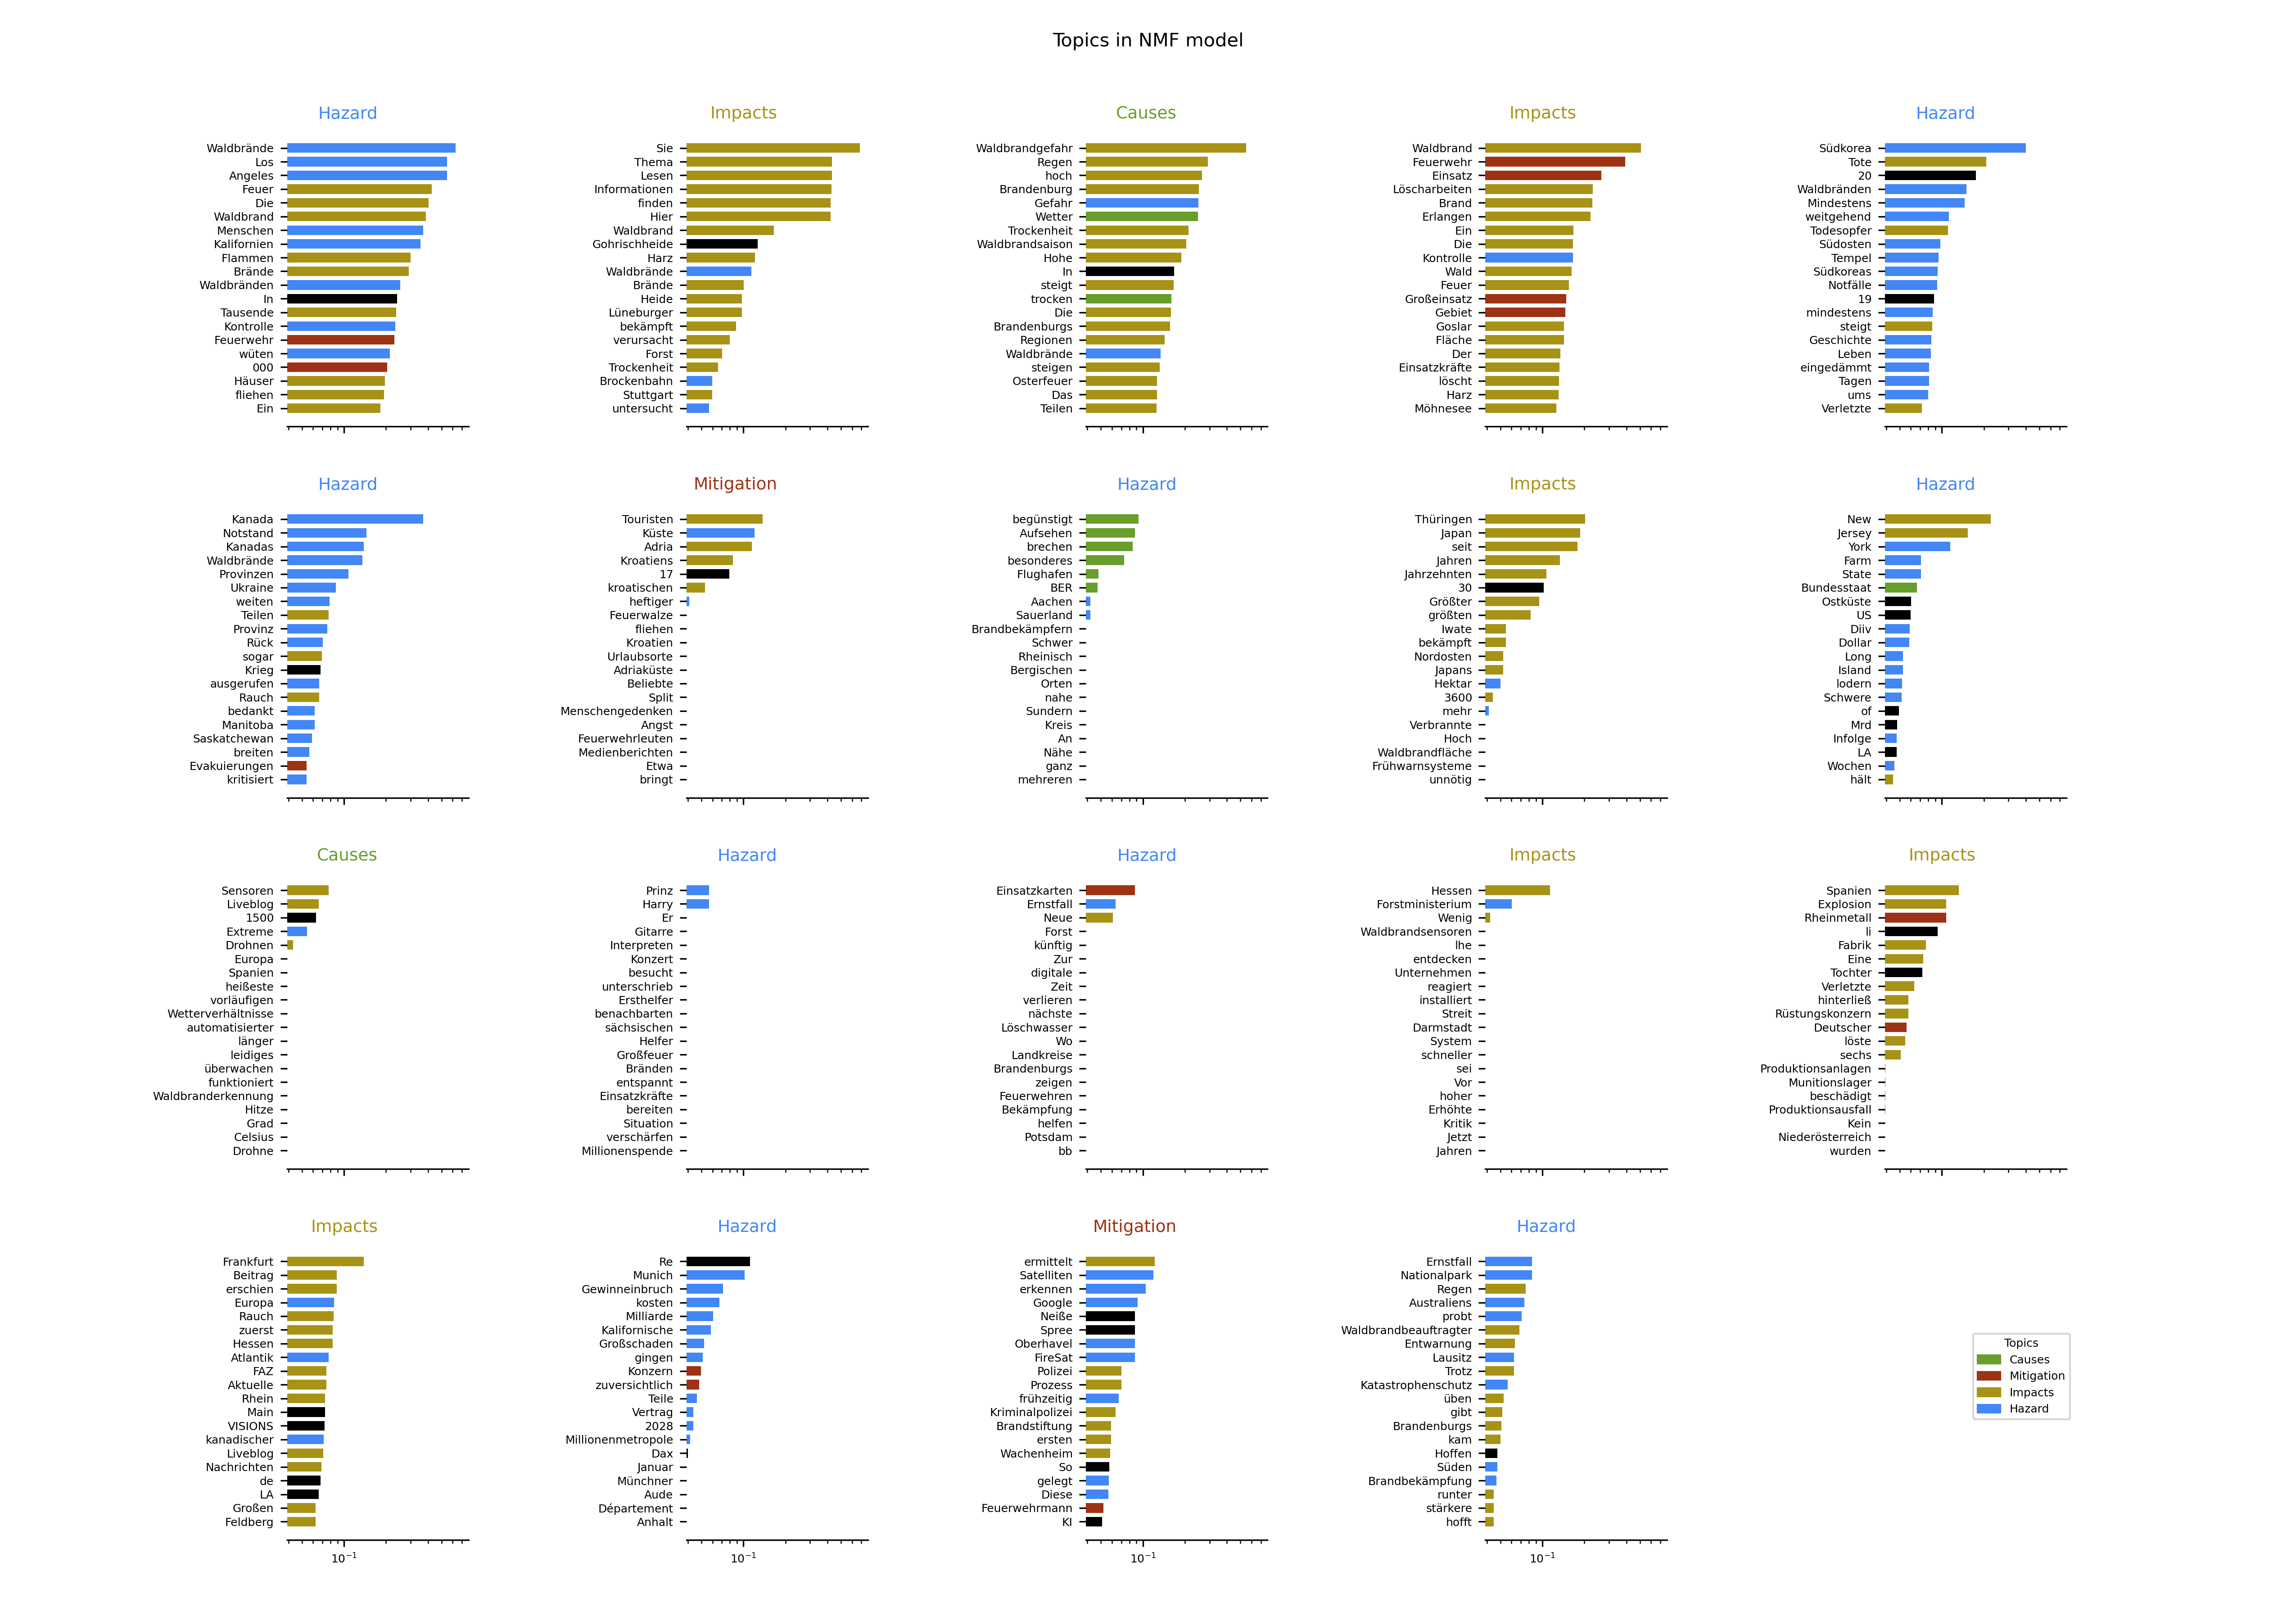 Topics in NMF model
Hazard
Waldbrände
Los
Angeles
Feuer
Die
Waldbrand
Menschen
Kalifornien
Flammen
Brände
Waldbränden
In
Tausende
Kontrolle
Feuerwehr
wüten
000
Häuser
fliehen
Ein
Impacts
Sie
Thema
Lesen
Informationen
finden
Hier
Waldbrand
Gohrischheide
Harz
Waldbrände
Brände
Heide
Lüneburger
bekämpft
verursacht
Forst
Trockenheit
Brockenbahn
Stuttgart
untersucht
Causes
Waldbrandgefahr
Regen
hoch
Brandenburg
Gefahr
Wetter
Trockenheit
Waldbrandsaison
Hohe
In
steigt
trocken
Die
Brandenburgs
Regionen
Waldbrände
steigen
Osterfeuer
Das
Teilen
Impacts
Waldbrand
Feuerwehr
Einsatz
Löscharbeiten
Brand
Erlangen
Ein
Die
Kontrolle
Wald
Feuer
Großeinsatz
Gebiet
Goslar
Fläche
Der
Einsatzkräfte
löscht
Harz
Möhnesee
Hazard
Südkorea
Tote
20
Waldbränden
Mindestens
weitgehend
Todesopfer
Südosten
Tempel
Südkoreas
Notfälle
19
mindestens
steigt
Geschichte
Leben
eingedämmt
Tagen
ums
Verletzte
Hazard
Kanada
Notstand
Kanadas
Waldbrände
Provinzen
Ukraine
weiten
Teilen
Provinz
Rück
sogar
Krieg
ausgerufen
Rauch
bedankt
Manitoba
Saskatchewan
breiten
Evakuierungen
kritisiert
Mitigation
Touristen
Küste
Adria
Kroatiens
17
kroatischen
heftiger
Feuerwalze
fliehen
Kroatien
Urlaubsorte
Adriaküste
Beliebte
Split
Menschengedenken
Angst
Feuerwehrleuten
Medienberichten
Etwa
bringt
Hazard
begünstigt
Aufsehen
brechen
besonderes
Flughafen
BER
Aachen
Sauerland
Brandbekämpfern
Schwer
Rheinisch
Bergischen
Orten
nahe
Sundern
Kreis
An
Nähe
ganz
mehreren
Impacts
Thüringen
Japan
seit
Jahren
Jahrzehnten
30
Größter
größten
Iwate
bekämpft
Nordosten
Japans
Hektar
3600
mehr
Verbrannte
Hoch
Waldbrandfläche
Frühwarnsysteme
unnötig
Hazard
New
Jersey
York
Farm
State
Bundesstaat
Ostküste
US
Diiv
Dollar
Long
Island
lodern
Schwere
of
Mrd
Infolge
LA
Wochen
hält
Causes
Sensoren
Liveblog
1500
Extreme
Drohnen
Europa
Spanien
heißeste
vorläufigen
Wetterverhältnisse
automatisierter
länger
leidiges
überwachen
funktioniert
Waldbranderkennung
Hitze
Grad
Celsius
Drohne
Hazard
Prinz
Harry
Er
Gitarre
Interpreten
Konzert
besucht
unterschrieb
Ersthelfer
benachbarten
sächsischen
Helfer
Großfeuer
Bränden
entspannt
Einsatzkräfte
bereiten
Situation
verschärfen
Millionenspende
Hazard
Einsatzkarten
Ernstfall
Neue
Forst
künftig
Zur
digitale
Zeit
verlieren
nächste
Löschwasser
Wo
Landkreise
Brandenburgs
zeigen
Feuerwehren
Bekämpfung
helfen
Potsdam
bb
Impacts
Hessen
Forstministerium
Wenig
Waldbrandsensoren
lhe
entdecken
Unternehmen
reagiert
installiert
Streit
Darmstadt
System
schneller
sei
Vor
hoher
Erhöhte
Kritik
Jetzt
Jahren
Impacts
Spanien
Explosion
Rheinmetall
li
Fabrik
Eine
Tochter
Verletzte
hinterließ
Rüstungskonzern
Deutscher
löste
sechs
Produktionsanlagen
Munitionslager
beschädigt
Produktionsausfall
Kein
Niederösterreich
wurden
Impacts
Frankfurt
Beitrag
erschien
Europa
Rauch
zuerst
Hessen
Atlantik
FAZ
Aktuelle
Rhein
Main
VISIONS
kanadischer
Liveblog
Nachrichten
de
LA
Großen
Feldberg
10⁻¹
Hazard
Re
Munich
Gewinneinbruch
kosten
Milliarde
Kalifornische
Großschaden
gingen
Konzern
zuversichtlich
Teile
Vertrag
2028
Millionenmetropole
Dax
Januar
Münchner
Aude
Département
Anhalt
10⁻¹
Mitigation
ermittelt
Satelliten
erkennen
Google
Neiße
Spree
Oberhavel
FireSat
Polizei
Prozess
frühzeitig
Kriminalpolizei
Brandstiftung
ersten
Wachenheim
So
gelegt
Diese
Feuerwehrmann
KI
10⁻¹
Hazard
Ernstfall
Nationalpark
Regen
Australiens
probt
Waldbrandbeauftragter
Entwarnung
Lausitz
Trotz
Katastrophenschutz
üben
gibt
Brandenburgs
kam
Hoffen
Süden
Brandbekämpfung
runter
stärkere
hofft
10⁻¹
Topics
Causes
Mitigation
Impacts
Hazard